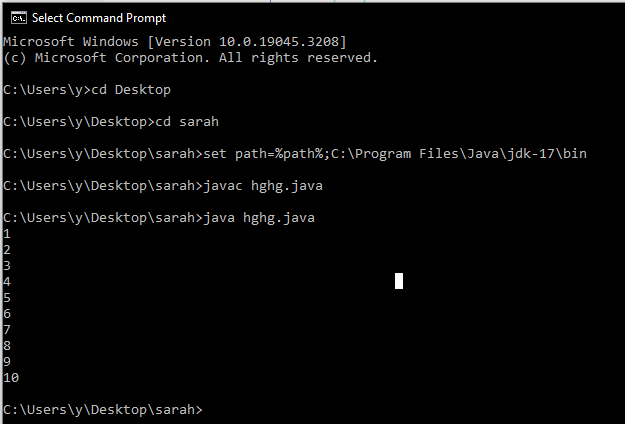 Select Command Prompt
Microsoft Windows [Version 10.0.19045.3208]
(c) Microsoft Corporation. All rights reserved.
C:\Users\y>cd Desktop
C:\Users\y\Desktop>cd sarah
C:\Users\y\Desktop\sarah>set path=%path%;C:\Program Files\Java\jdk-17\bin
C:\Users\y\Desktop\sarah>javac hghg.java
C:\Users\y\Desktop\sarah>java hghg.java
1
2
3
4
5
6
7
8
9
10
C:\Users\y\Desktop\sarah>